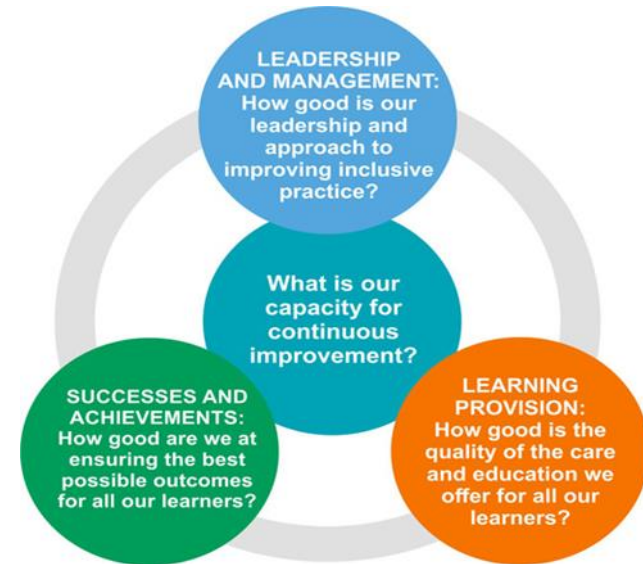 LEADERSHIP
AND MANAGEMENT:
How good is our
leadership and
approach to
improving inclusive
practice?
What is our
capacity for
continuous
improvement?
SUCCESSES AND
ACHIEVEMENTS:
How good are we at
ensuring the best
possible outcomes
for all our learners?
LEARNING
PROVISION:
How good is the
quality of the care
and education we
offer for all our
learners?